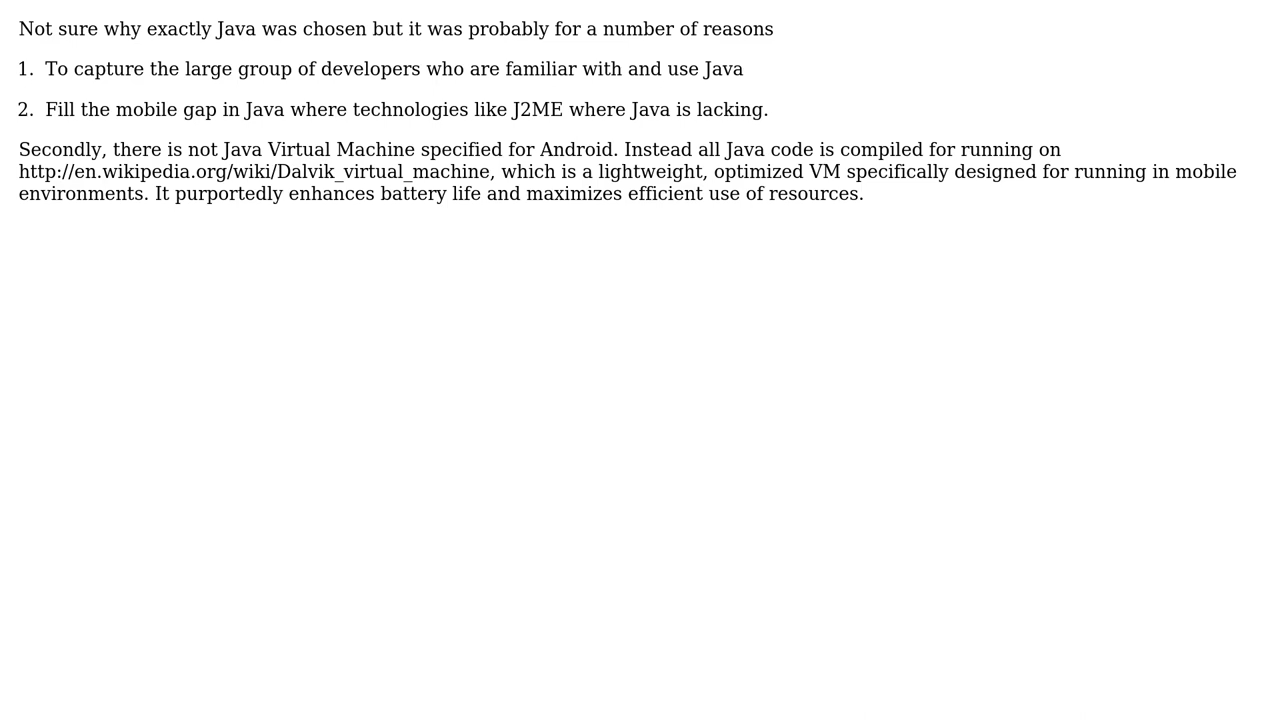 Not sure why exactly Java was chosen but it was probably for a number of reasons
1. To capture the large group of developers who are familiar with and use Java
2. Fill the mobile gap in Java where technologies like J2ME where Java is lacking.
Secondly, there is not Java Virtual Machine specified for Android. Instead all Java code is compiled for running on
http://en.wikipedia.org/wiki/Dalvik_virtual_machine, which is a lightweight, optimized VM specifically designed for running in mobile
environments. It purportedly enhances battery life and maximizes efficient use of resources.